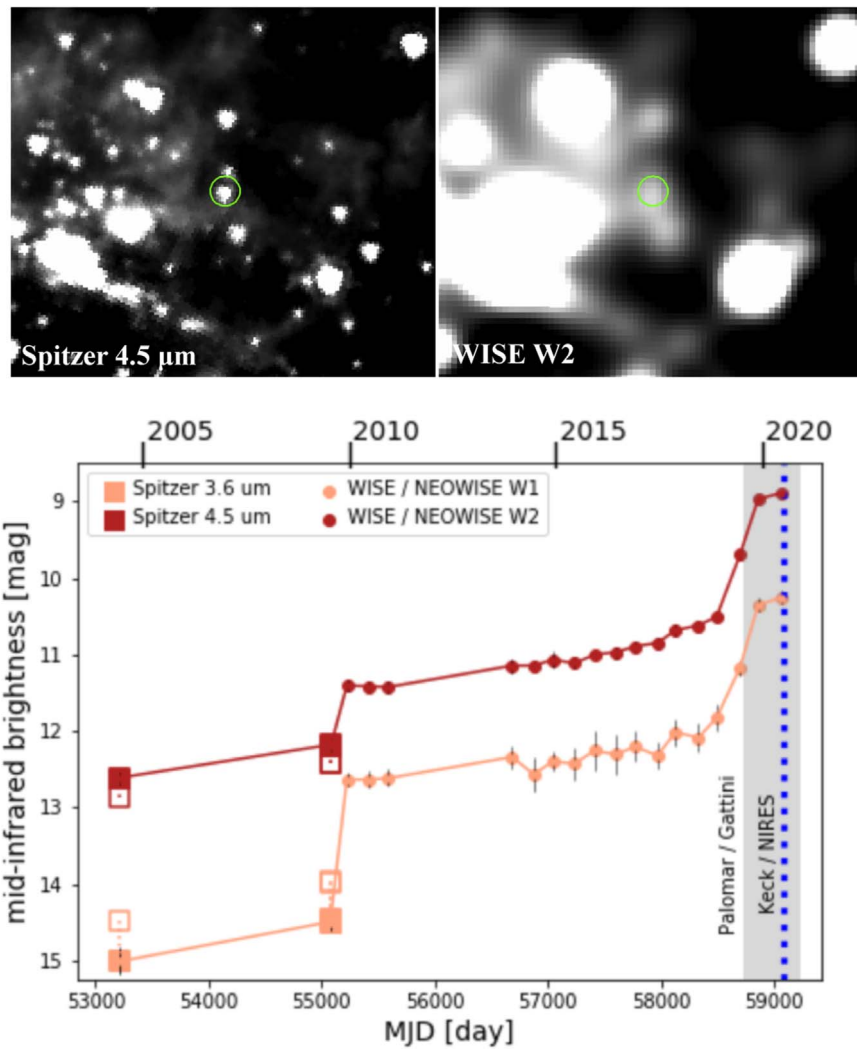 Spitzer 4.5 μm
WISE W2
2005
2010
2015
2020
Spitzer 3.6 um
WISE / NEOWISE W1
Spitzer 4.5 um
WISE / NEOWISE W2
mid-infrared brightness [mag]
9
10
11
12
13
14
15
Palomar / Gattini
Keck / NIRES
53000
54000
55000
56000
57000
58000
59000
MJD [day]